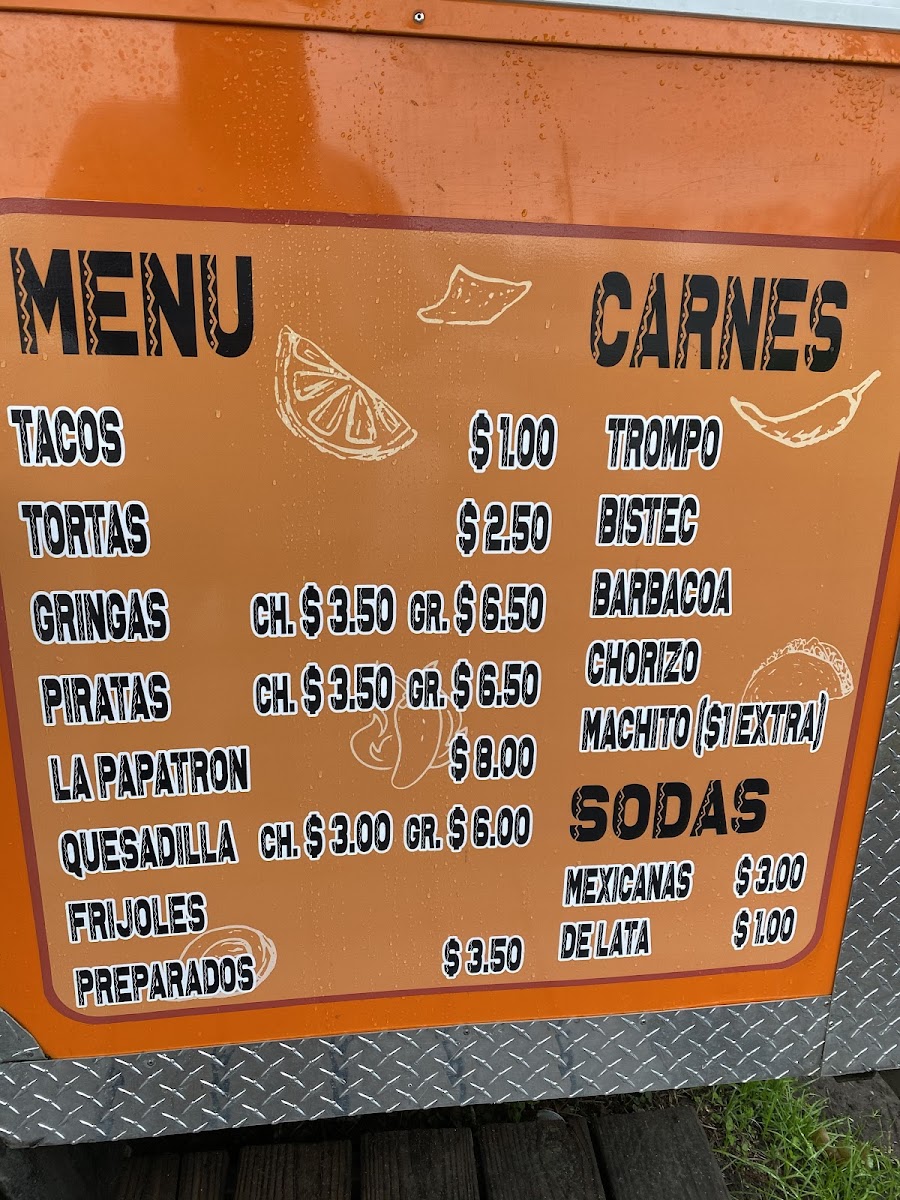 MENU
TACOS $1.00
TORTAS $2.50
GRINGAS CH. $3.50 GR. $6.50
PIRATAS CH. $3.50 GR. $6.50
LA PAPATRON $8.00
QUESADILLA CH. $3.00 GR. $6.00
FRIJOLES
PREPARADOS $3.50
CARNES
TROMPO
BISTEC
BARBACOA
CHORIZO
MACHITO ($1 EXTRA)
SODAS
MEXICANAS $3.00
DE LATA $1.00